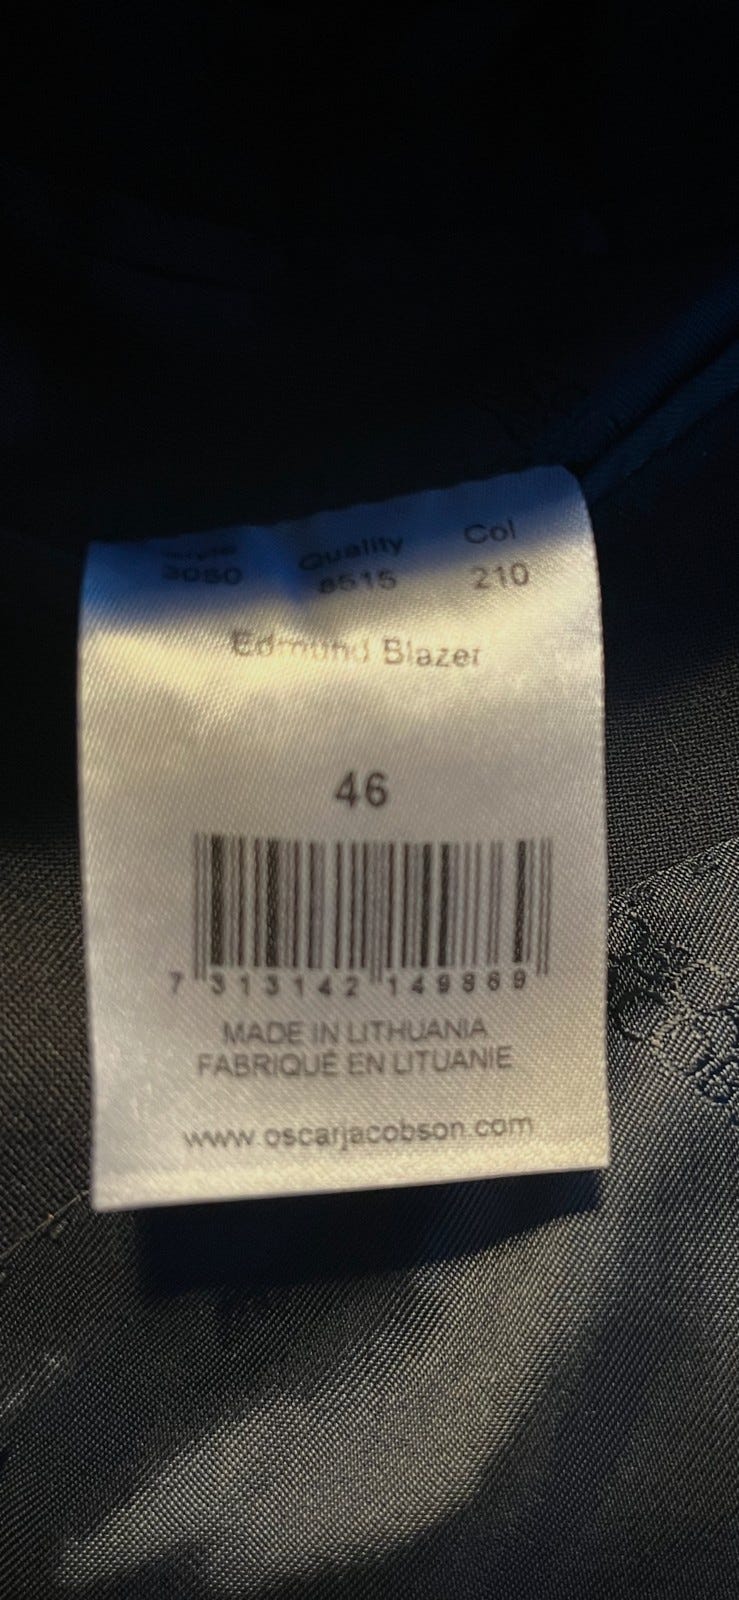 Quality Col
3050 8515 210
Edmund Blazer
46
7 313142 149869
MADE IN LITHUANIA
FABRIQUÉ EN LITUANIE
www.oscarjacobson.com